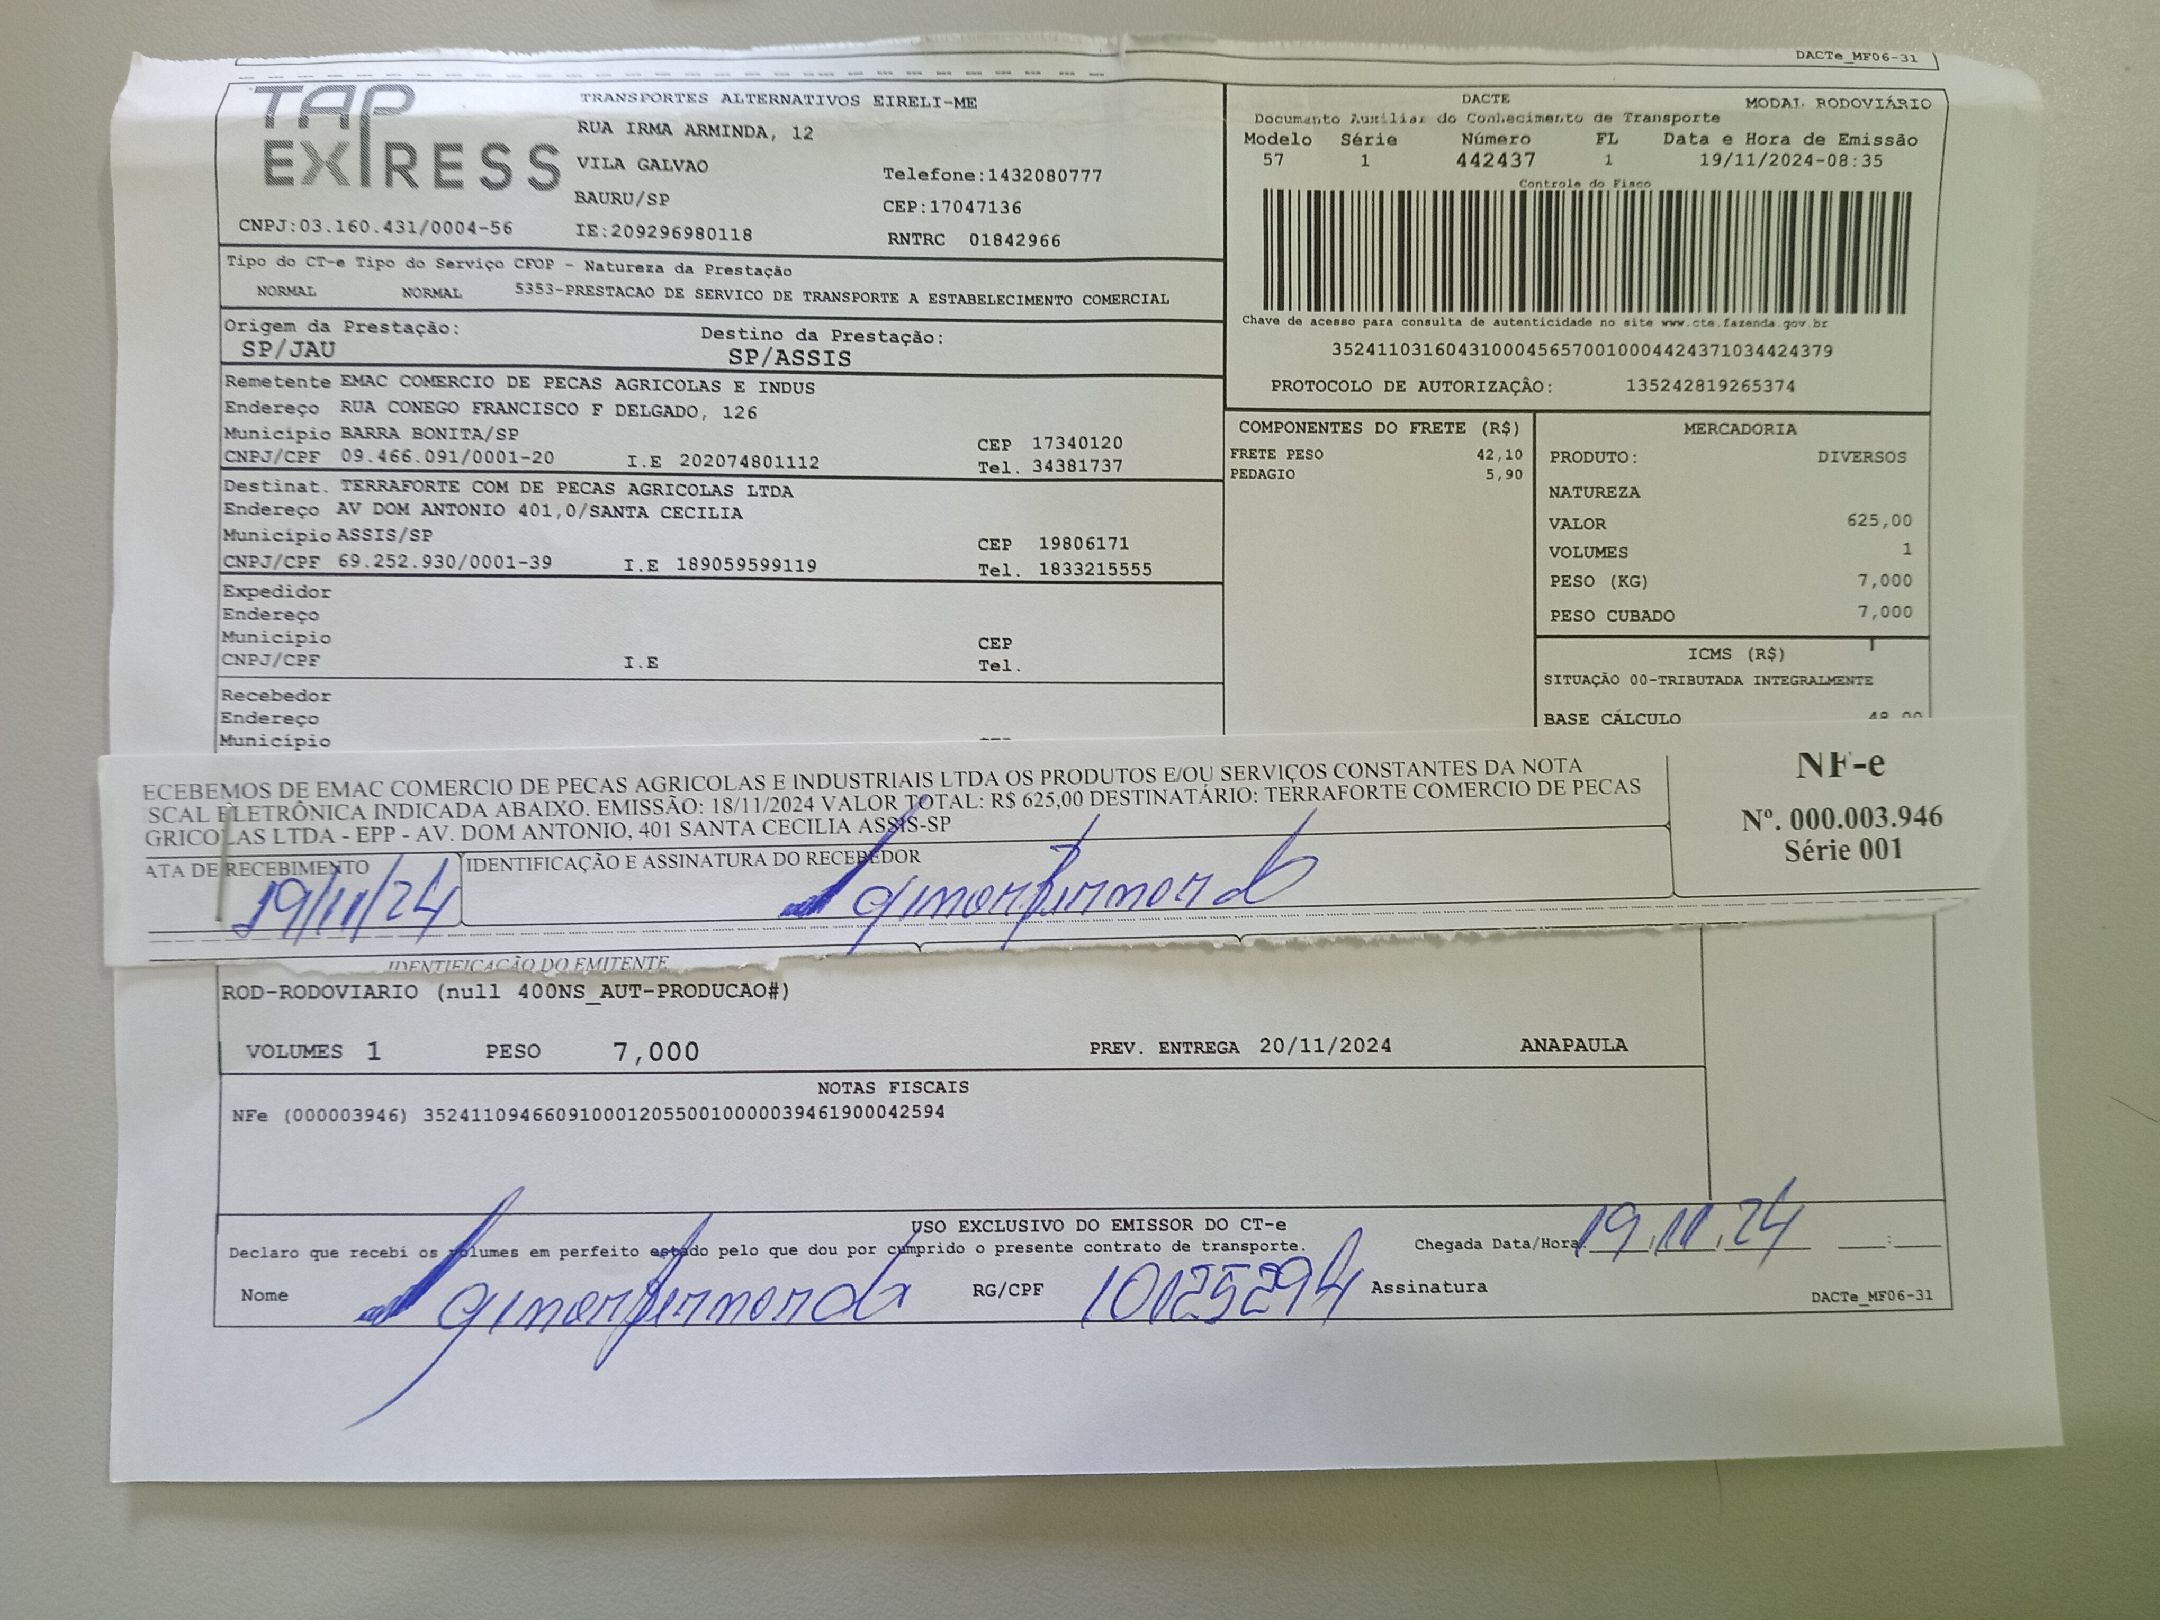 DACTe_MF06-31
TAP EXPRESS
TRANSPORTES ALTERNATIVOS EIRELI-ME
RUA IRMA ARMINDA, 12
VILA GALVAO
Telefone:1432080777
BAURU/SP
CEP:17047136
CNPJ:03.160.431/0004-56
IE:209296980118
RNTRC 01842966
DACTE MODAL RODOVIÁRIO
Documento Auxiliar do Conhecimento de Transporte
Modelo Série Número FL Data e Hora de Emissão
57 1 442437 1 19/11/2024-08:35
Controle do Fisco
Chave de acesso para consulta de autenticidade no site www.cte.fazenda.gov.br
35241103160431000456570010004424371034424379
PROTOCOLO DE AUTORIZAÇÃO: 135242819265374
Tipo do CT-e Tipo do Serviço CFOP - Natureza da Prestação
NORMAL NORMAL 5353-PRESTACAO DE SERVICO DE TRANSPORTE A ESTABELECIMENTO COMERCIAL
Origem da Prestação: Destino da Prestação:
SP/JAU SP/ASSIS
Remetente EMAC COMERCIO DE PECAS AGRICOLAS E INDUS
Endereço RUA CONEGO FRANCISCO F DELGADO, 126
Município BARRA BONITA/SP CEP 17340120
CNPJ/CPF 09.466.091/0001-20 I.E 202074801112 Tel. 34381737
Destinat. TERRAFORTE COM DE PECAS AGRICOLAS LTDA
Endereço AV DOM ANTONIO 401,0/SANTA CECILIA
Município ASSIS/SP CEP 19806171
CNPJ/CPF 69.252.930/0001-39 I.E 189059599119 Tel. 1833215555
Expedidor
Endereço
Município CEP
CNPJ/CPF I.E Tel.
Recebedor
Endereço
Município
COMPONENTES DO FRETE (R$)
FRETE PESO 42,10
PEDAGIO 5,90
MERCADORIA
PRODUTO: DIVERSOS
NATUREZA
VALOR 625,00
VOLUMES 1
PESO (KG) 7,000
PESO CUBADO 7,000
ICMS (R$)
SITUAÇÃO 00-TRIBUTADA INTEGRALMENTE
BASE CÁLCULO 48,00
ECEBEMOS DE EMAC COMERCIO DE PECAS AGRICOLAS E INDUSTRIAIS LTDA OS PRODUTOS E/OU SERVIÇOS CONSTANTES DA NOTA
SCAL ELETRÔNICA INDICADA ABAIXO. EMISSÃO: 18/11/2024 VALOR TOTAL: R$ 625,00 DESTINATÁRIO: TERRAFORTE COMERCIO DE PECAS
GRICOLAS LTDA - EPP - AV. DOM ANTONIO, 401 SANTA CECILIA ASSIS-SP
ATA DE RECEBIMENTO IDENTIFICAÇÃO E ASSINATURA DO RECEBEDOR
19/11/24
NF-e
Nº. 000.003.946
Série 001
IDENTIFICAÇÃO DO EMITENTE
ROD-RODOVIARIO (null 400NS_AUT-PRODUCAO#)
VOLUMES 1 PESO 7,000 PREV. ENTREGA 20/11/2024 ANAPAULA
NOTAS FISCAIS
NFe (000003946) 35241109466091000120550010000039461900042594
USO EXCLUSIVO DO EMISSOR DO CT-e
Declaro que recebi os volumes em perfeito estado pelo que dou por cumprido o presente contrato de transporte. Chegada Data/Hora 19,11,24 :
Nome RG/CPF 10125294 Assinatura
DACTe_MF06-31